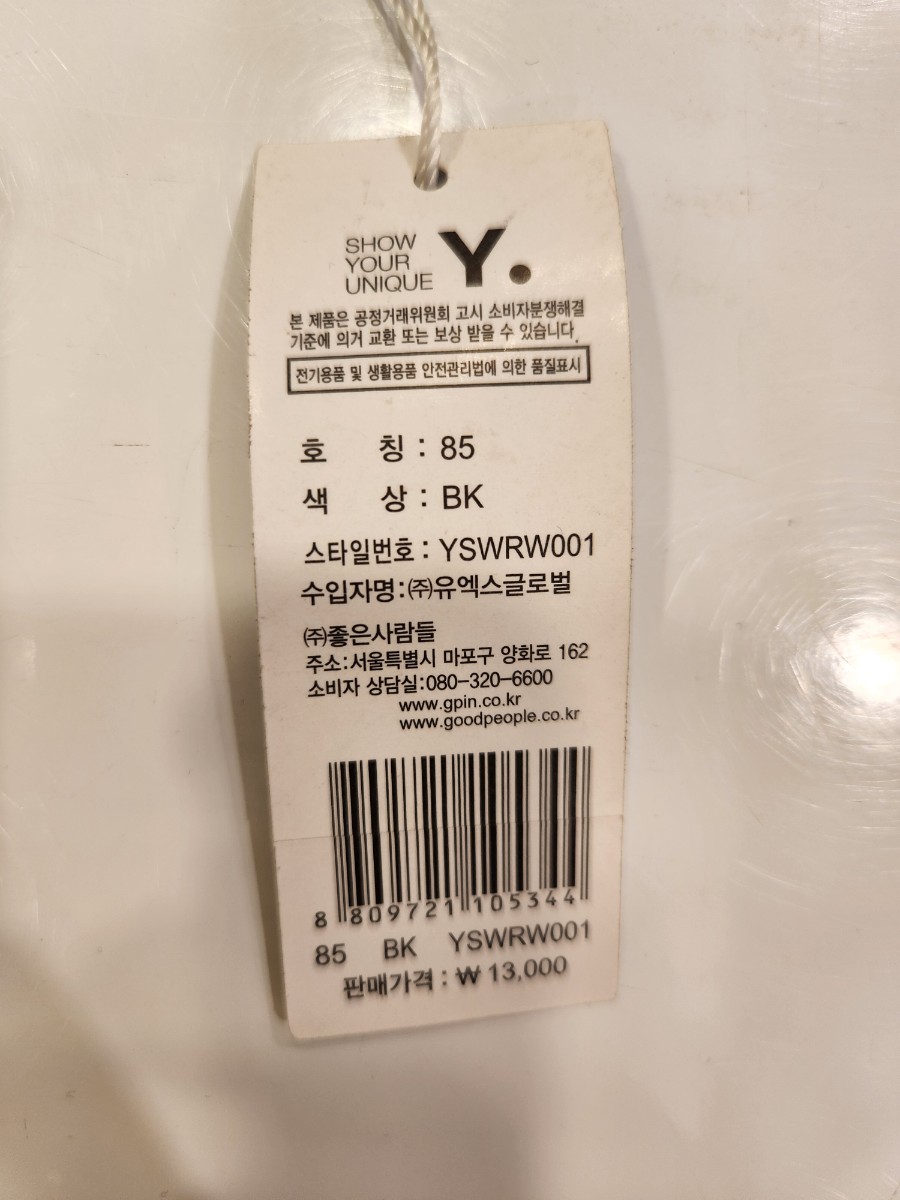 SHOW
YOUR
UNIQUE
Y.
본 제품은 공정거래위원회 고시 소비자분쟁해결
기준에 의거 교환 또는 보상 받을 수 있습니다.
전기용품 및 생활용품 안전관리법에 의한 품질표시
호 칭 : 85
색 상 : BK
스타일번호 : YSWRW001
수입자명:㈜유엑스글로벌
㈜좋은사람들
주소:서울특별시 마포구 양화로 162
소비자 상담실:080-320-6600
www.gpin.co.kr
www.goodpeople.co.kr
8 809721 105344
85 BK YSWRW001
판매가격 : ₩ 13,000